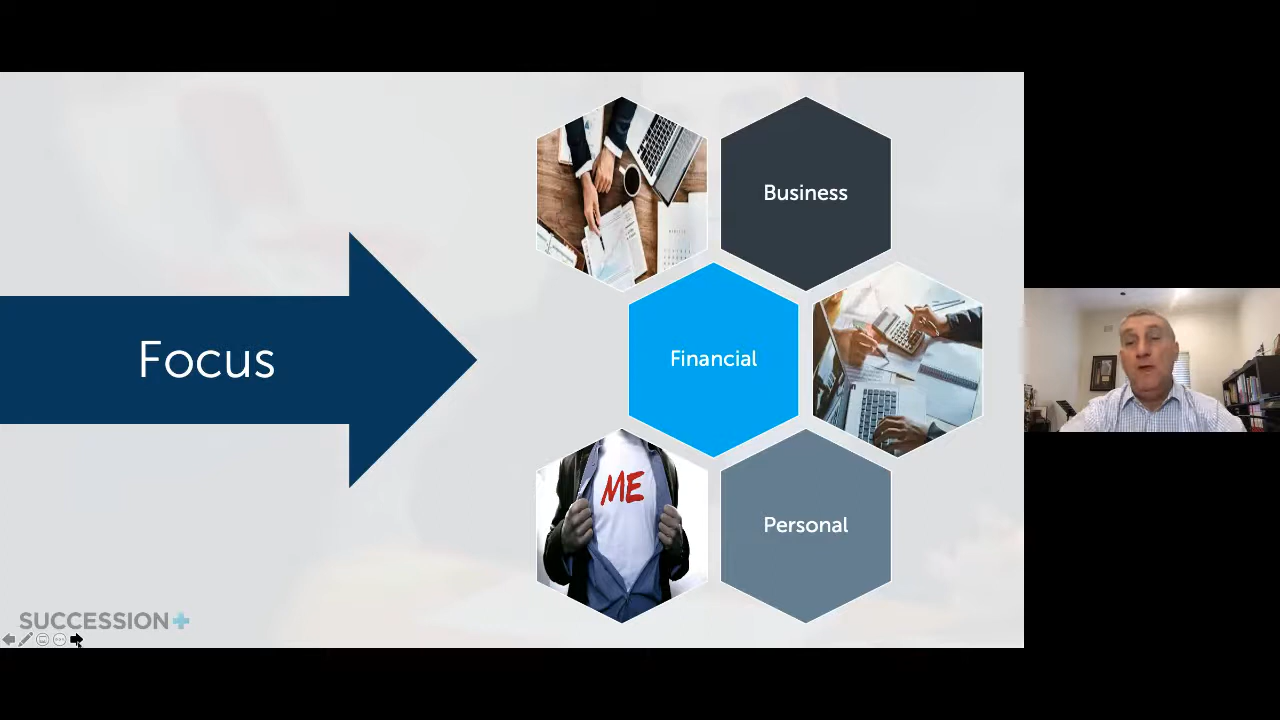 Focus
Business
Financial
ME
Personal
SUCCESSION+